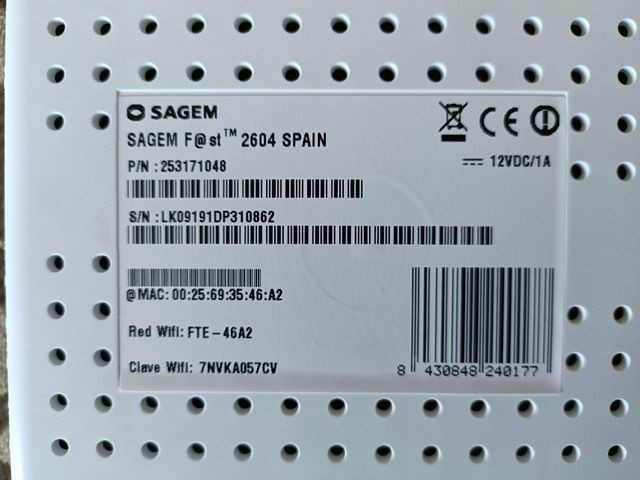 SAGEM
SAGEM F@st™ 2604 SPAIN
P/N :253171048
12VDC/1A
S/N :LK09191DP310862
@MAC: 00:25:69:35:46:A2
Red Wifi: FTE-46A2
Clave Wifi: 7NVKA057CV
8 430848 240177
CE